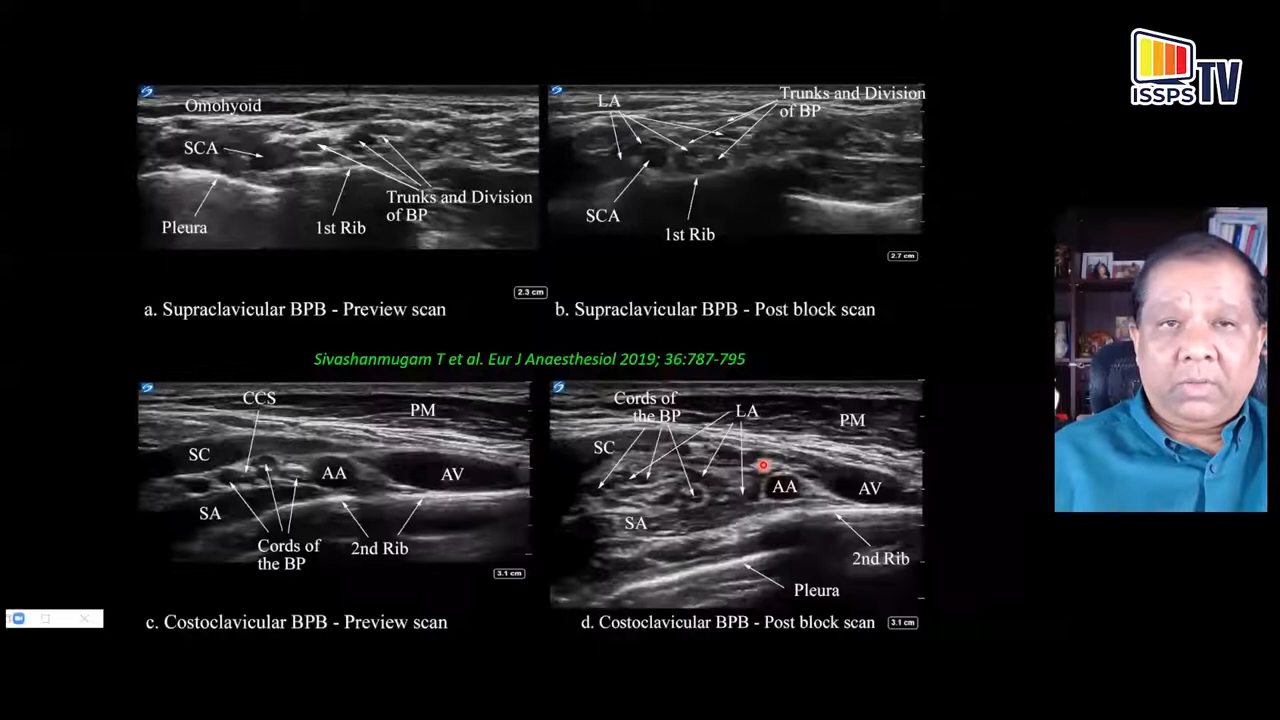 ISSPS TV
Omohyoid
SCA
Pleura
1st Rib
Trunks and Division
of BP
2.3 cm
a. Supraclavicular BPB - Preview scan
LA
Trunks and Division
of BP
SCA
1st Rib
2.7 cm
b. Supraclavicular BPB - Post block scan
Sivashanmugam T et al. Eur J Anaesthesiol 2019; 36:787-795
CCS
PM
SC
AA
AV
SA
Cords of
the BP
2nd Rib
3.1 cm
c. Costoclavicular BPB - Preview scan
Cords of
the BP
LA
PM
SC
AA
AV
SA
2nd Rib
Pleura
d. Costoclavicular BPB - Post block scan
3.1 cm